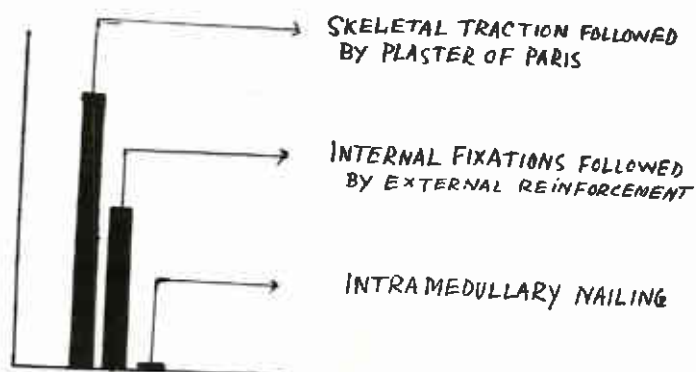 SKELETAL TRACTION FOLLOWED
BY PLASTER OF PARIS
INTERNAL FIXATIONS FOLLOWED
BY EXTERNAL REINFORCEMENT
INTRAMEDULLARY NAILING